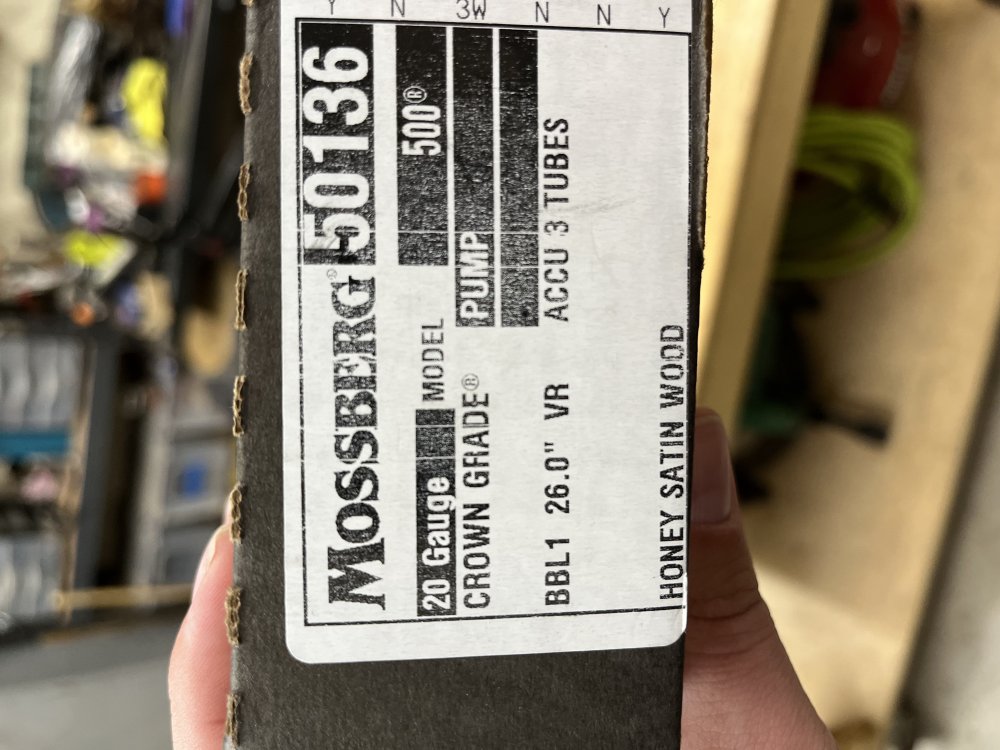 Y N 3W N N Y
MOSSBERG® 50136
20 Gauge MODEL 500®
CROWN GRADE® PUMP
BBL1 26.0" VR ACCU 3 TUBES
HONEY SATIN WOOD